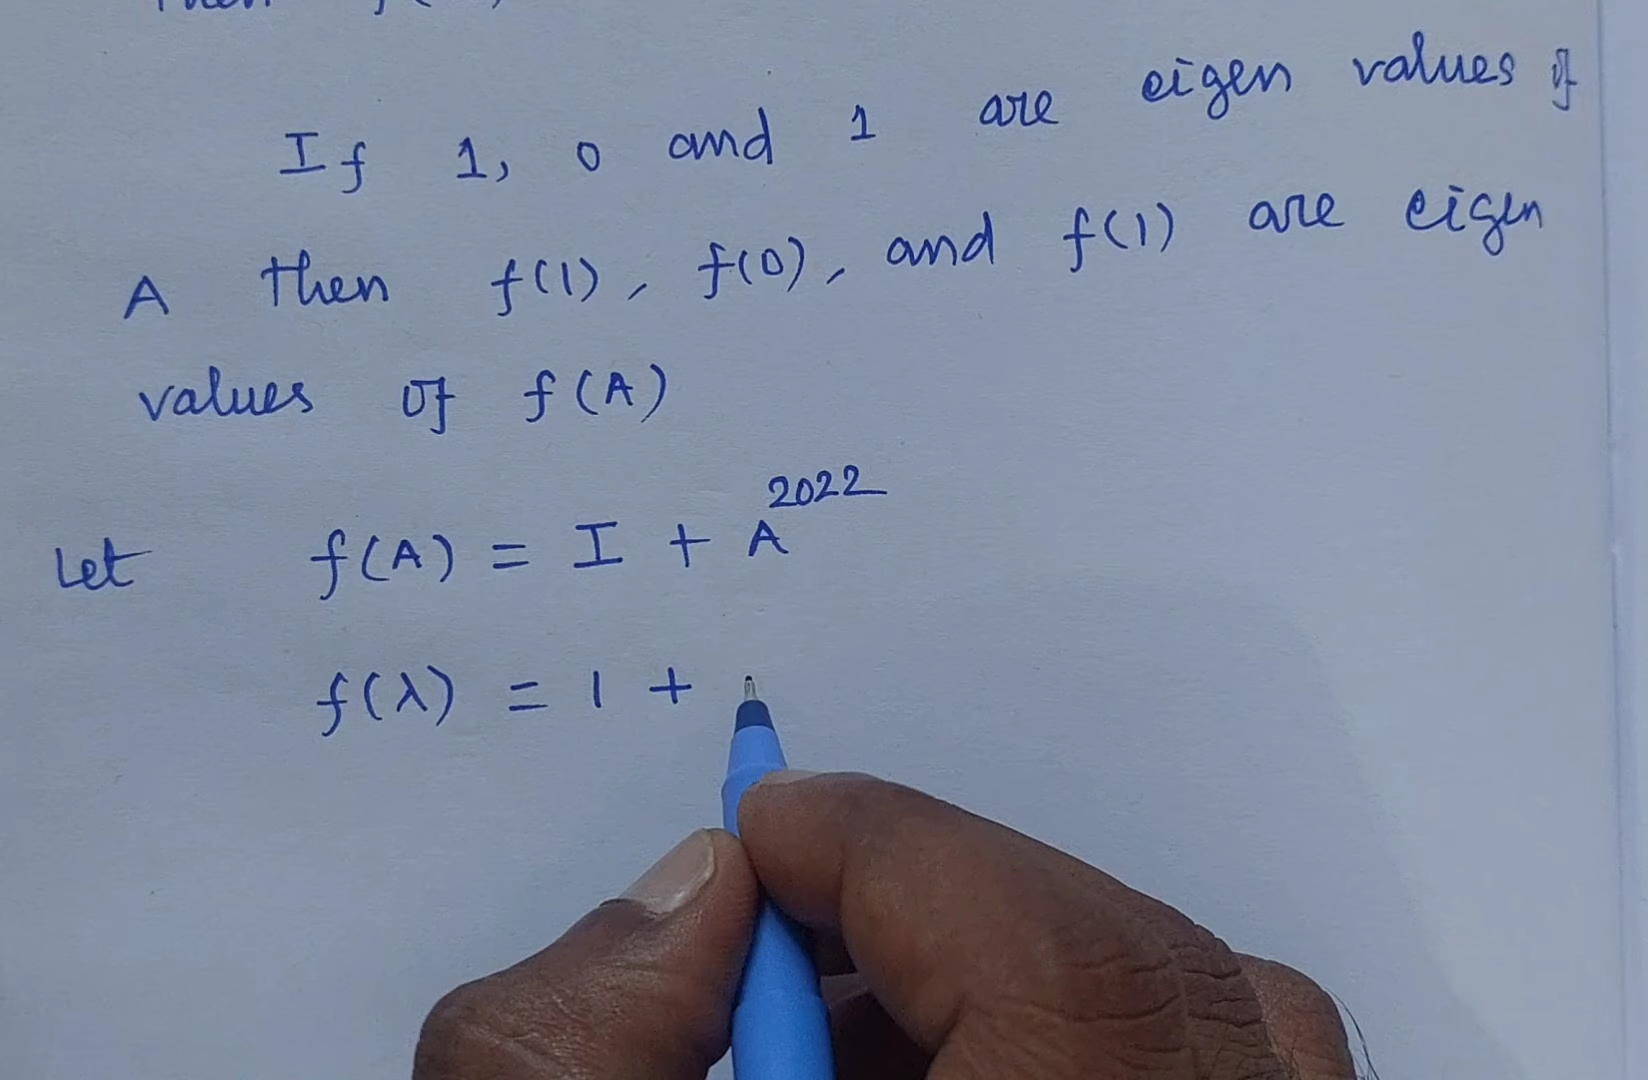 If 1, 0 and 1 are eigen values of
A then f(1), f(0), and f(1) are eigen
values of f(A)
Let f(A) = I + A^2022
f(λ) = 1 +